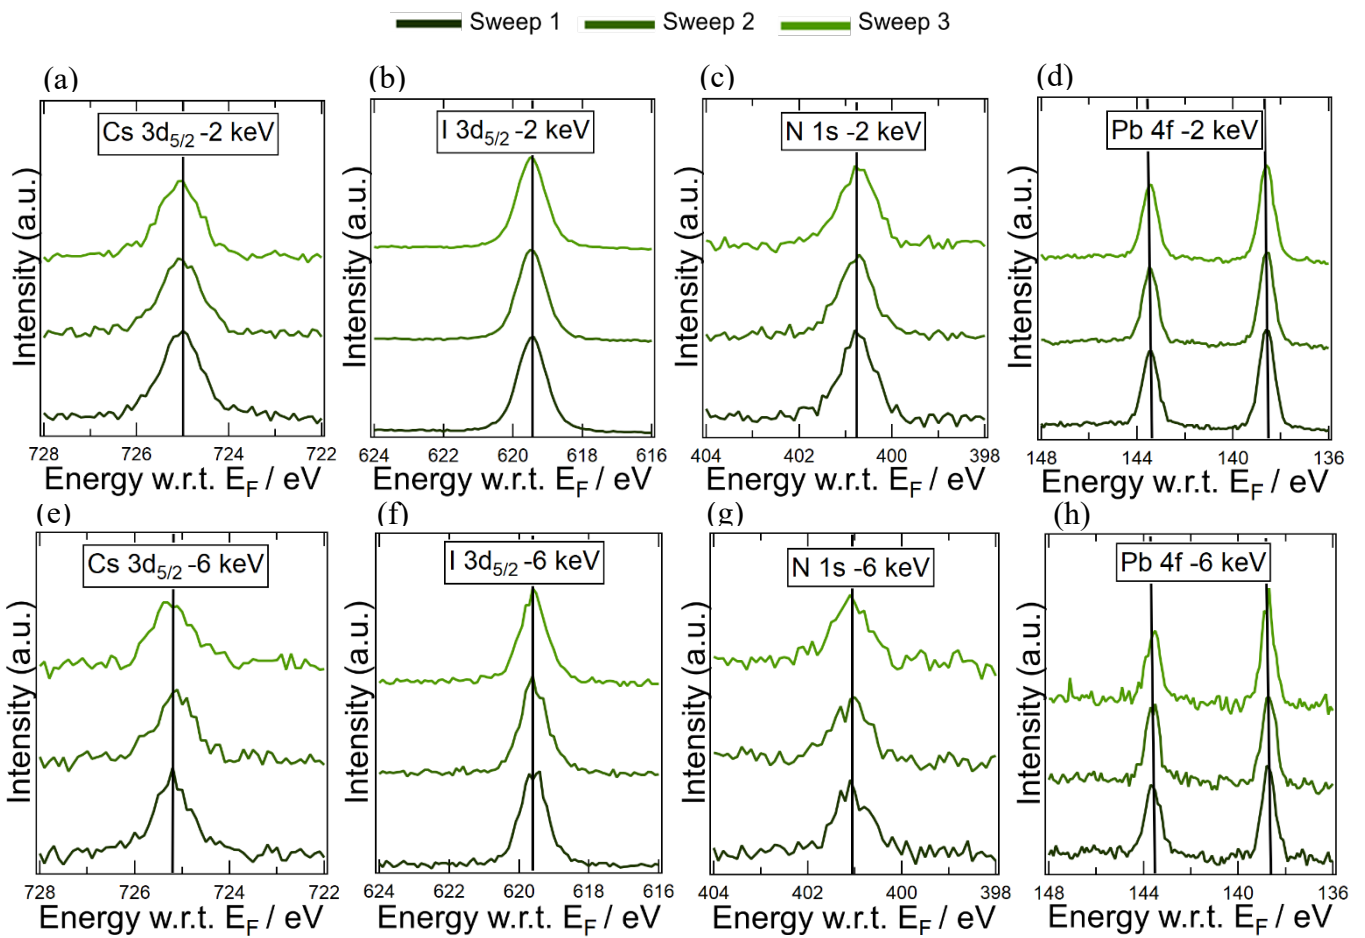 Sweep 1 Sweep 2 Sweep 3
(a) (b) (c) (d)
Cs 3d5/2 -2 keV
I 3d5/2 -2 keV
N 1s -2 keV
Pb 4f -2 keV
Intensity (a.u.)
Intensity (a.u.)
Intensity (a.u.)
Intensity (a.u.)
728 726 724 722
624 622 620 618 616
404 402 400 398
148 144 140 136
Energy w.r.t. EF / eV
Energy w.r.t. EF / eV
Energy w.r.t. EF / eV
Energy w.r.t. EF / eV
(e) (f) (g) (h)
Cs 3d5/2 -6 keV
I 3d5/2 -6 keV
N 1s -6 keV
Pb 4f -6 keV
Intensity (a.u.)
Intensity (a.u.)
Intensity (a.u.)
Intensity (a.u.)
728 726 724 722
624 622 620 618 616
404 402 400 398
148 144 140 136
Energy w.r.t. EF / eV
Energy w.r.t. EF / eV
Energy w.r.t. EF / eV
Energy w.r.t. EF / eV